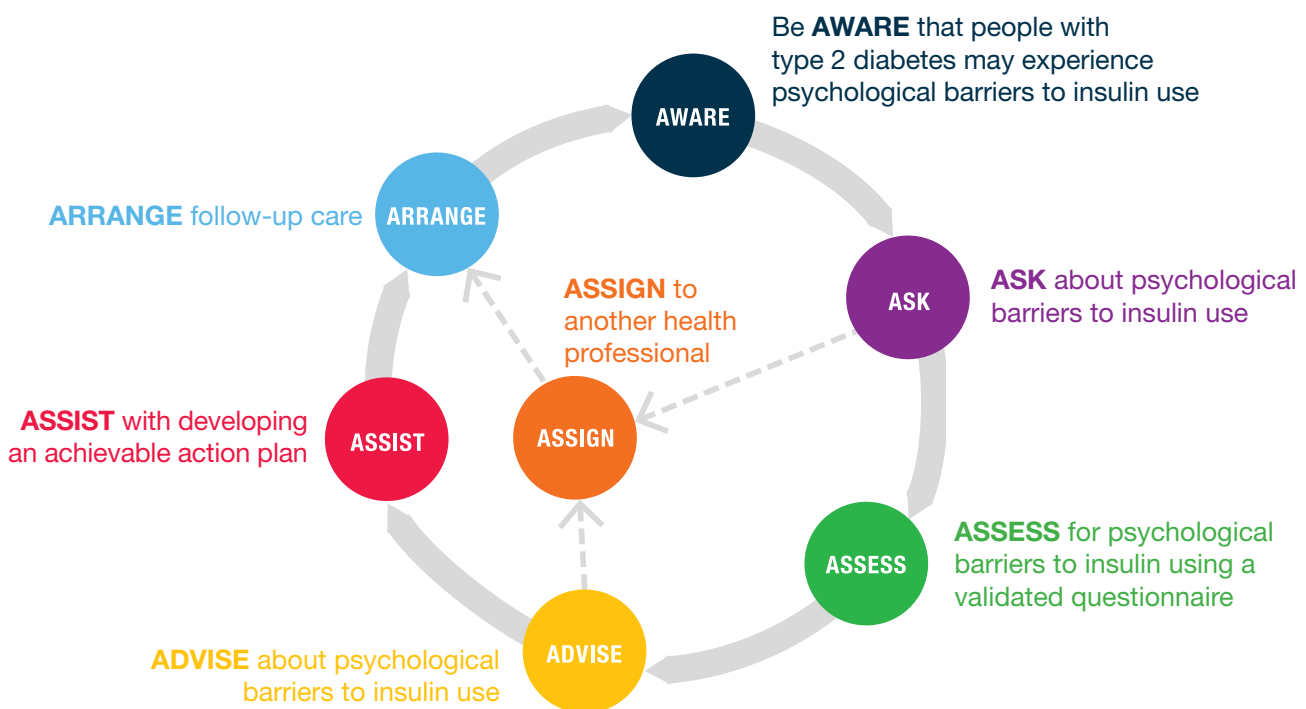 Be AWARE that people with
type 2 diabetes may experience
psychological barriers to insulin use
AWARE
ARRANGE follow-up care
ARRANGE
ASSIGN to
another health
professional
ASK
ASK about psychological
barriers to insulin use
ASSIST with developing
an achievable action plan
ASSIST
ASSIGN
ASSESS
ASSESS for psychological
barriers to insulin using a
validated questionnaire
ADVISE about psychological
barriers to insulin use
ADVISE